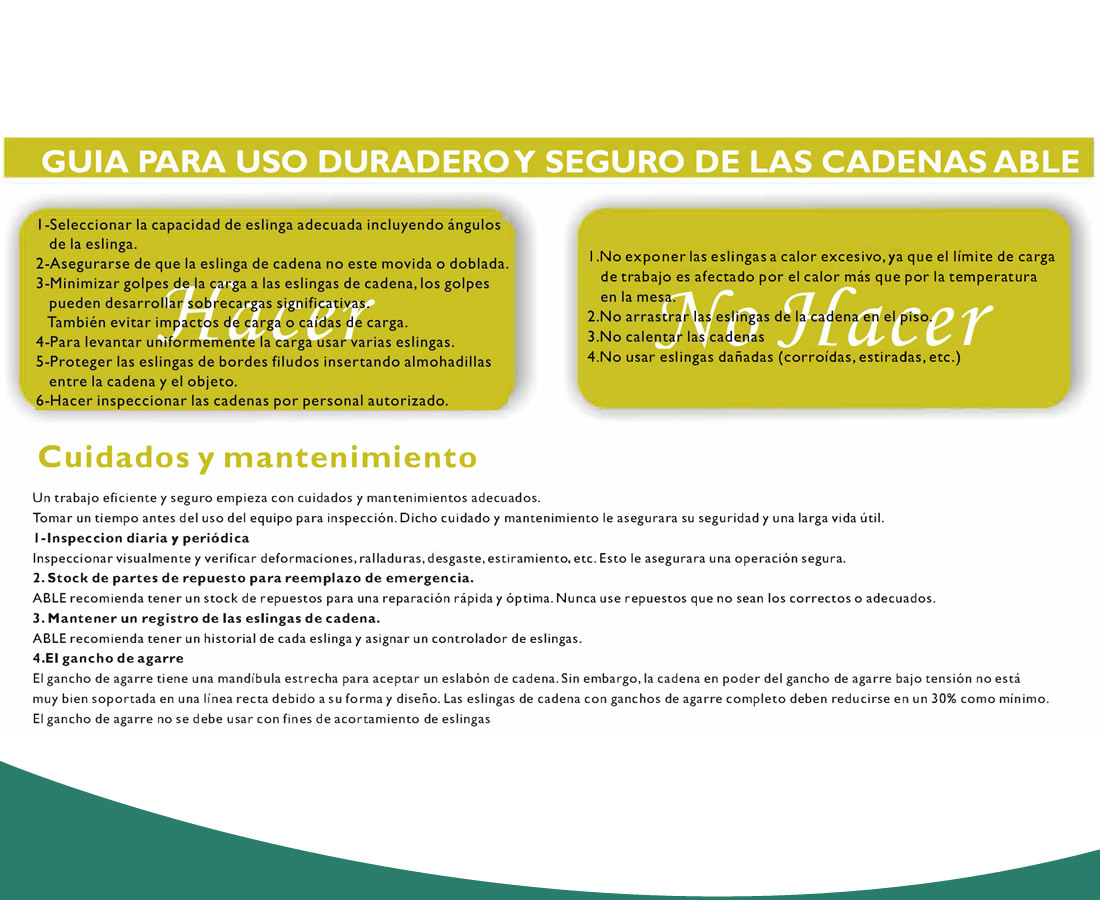 GUIA PARA USO DURADERO Y SEGURO DE LAS CADENAS ABLE
Hacer
1-Seleccionar la capacidad de eslinga adecuada incluyendo ángulos
de la eslinga.
2-Asegurarse de que la eslinga de cadena no este movida o doblada.
3-Minimizar golpes de la carga a las eslingas de cadena, los golpes
pueden desarrollar sobrecargas significativas.
También evitar impactos de carga o caídas de carga.
4-Para levantar uniformemente la carga usar varias eslingas.
5-Proteger las eslingas de bordes filudos insertando almohadillas
entre la cadena y el objeto.
6-Hacer inspeccionar las cadenas por personal autorizado.
No Hacer
1.No exponer las eslingas a calor excesivo, ya que el límite de carga
de trabajo es afectado por el calor más que por la temperatura
en la mesa.
2.No arrastrar las eslingas de la cadena en el piso.
3.No calentar las cadenas
4.No usar eslingas dañadas (corroídas, estiradas, etc.)
Cuidados y mantenimiento
Un trabajo eficiente y seguro empieza con cuidados y mantenimientos adecuados.
Tomar un tiempo antes del uso del equipo para inspección. Dicho cuidado y mantenimiento le asegurara su seguridad y una larga vida útil.
1-Inspeccion diaria y periódica
Inspeccionar visualmente y verificar deformaciones, ralladuras, desgaste, estiramiento, etc. Esto le asegurara una operación segura.
2. Stock de partes de repuesto para reemplazo de emergencia.
ABLE recomienda tener un stock de repuestos para una reparación rápida y óptima. Nunca use repuestos que no sean los correctos o adecuados.
3. Mantener un registro de las eslingas de cadena.
ABLE recomienda tener un historial de cada eslinga y asignar un controlador de eslingas.
4.El gancho de agarre
El gancho de agarre tiene una mandíbula estrecha para aceptar un eslabón de cadena. Sin embargo, la cadena en poder del gancho de agarre bajo tensión no está
muy bien soportada en una línea recta debido a su forma y diseño. Las eslingas de cadena con ganchos de agarre completo deben reducirse en un 30% como mínimo.
El gancho de agarre no se debe usar con fines de acortamiento de eslingas